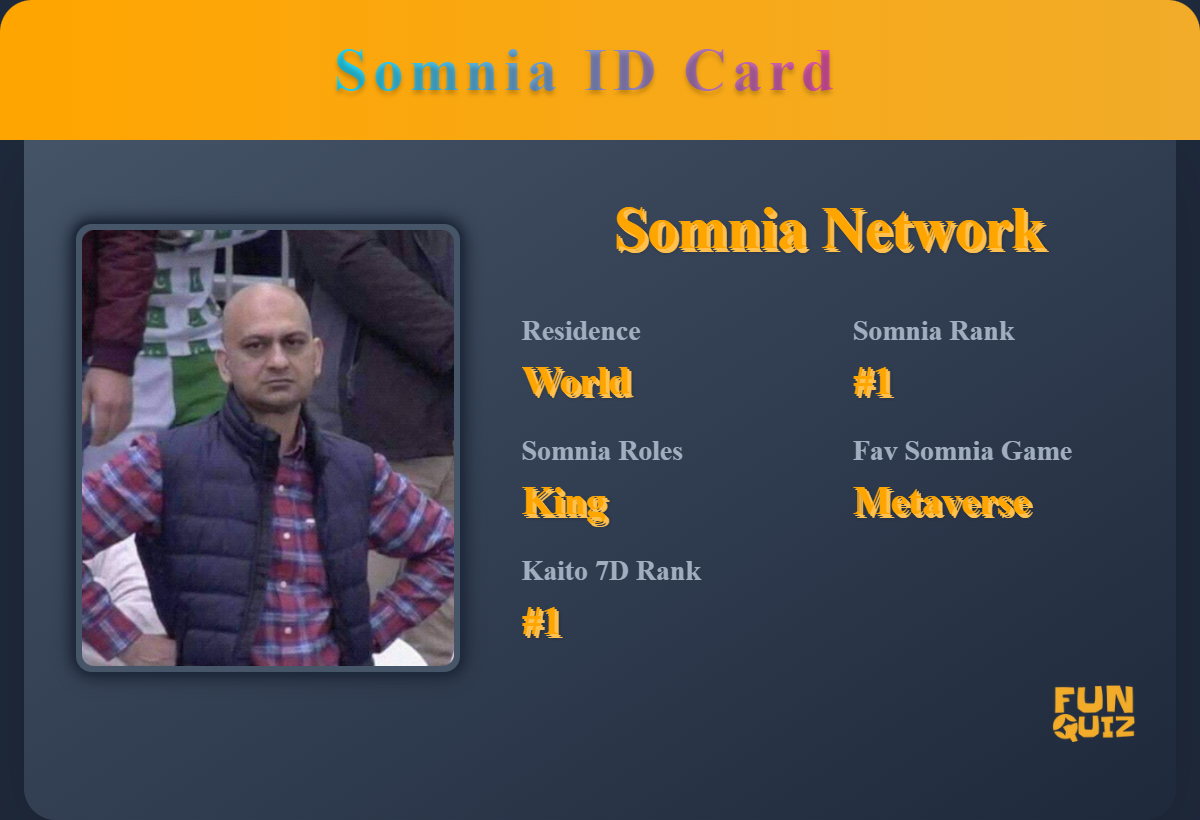 Somnia ID Card
Somnia Network
Residence
Somnia Rank
World
#1
Somnia Roles
Fav Somnia Game
King
Metaverse
Kaito 7D Rank
#1
FUN
QUIZ